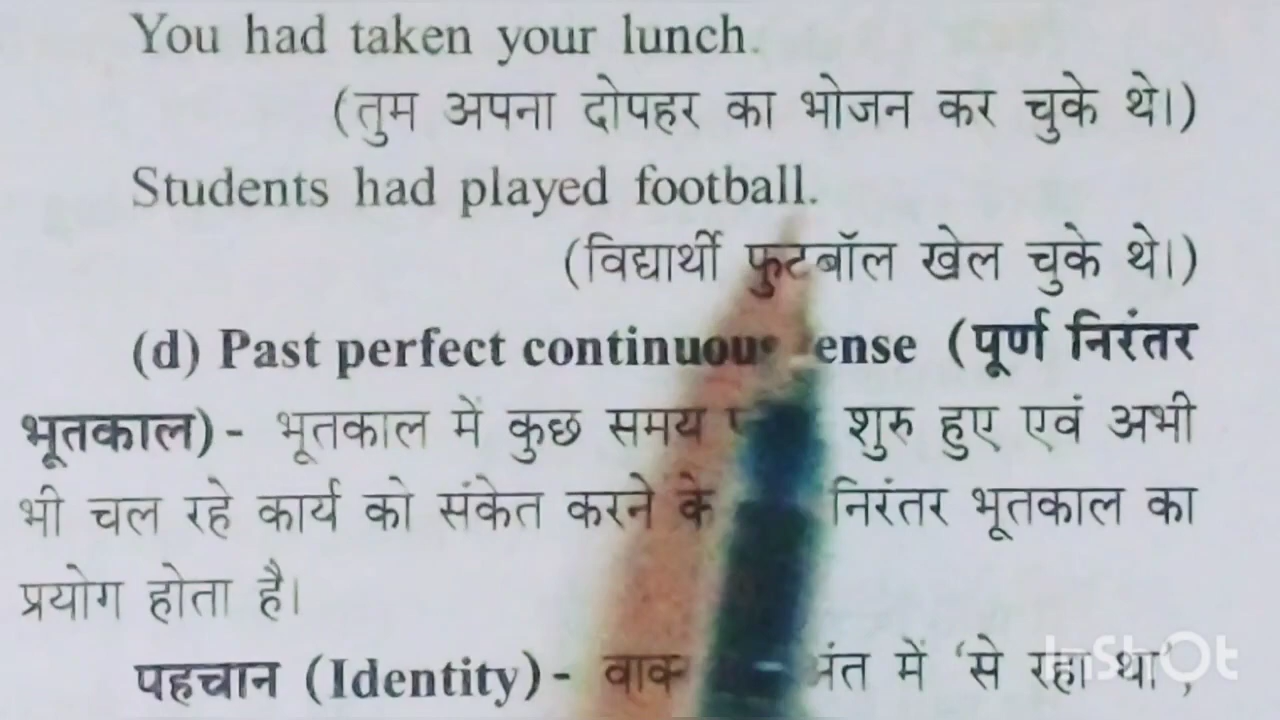 You had taken your lunch.
(तुम अपना दोपहर का भोजन कर चुके थे।)
Students had played football.
(विद्यार्थी फुटबॉल खेल चुके थे।)
(d) Past perfect continuous ense (पूर्ण निरंतर
भूतकाल) - भूतकाल में कुछ समय शुरु हुए एवं अभी
भी चल रहे कार्य को संकेत करने के निरंतर भूतकाल का
प्रयोग होता है।
पहचान (Identity) - में 'से रहा था',
InShOt